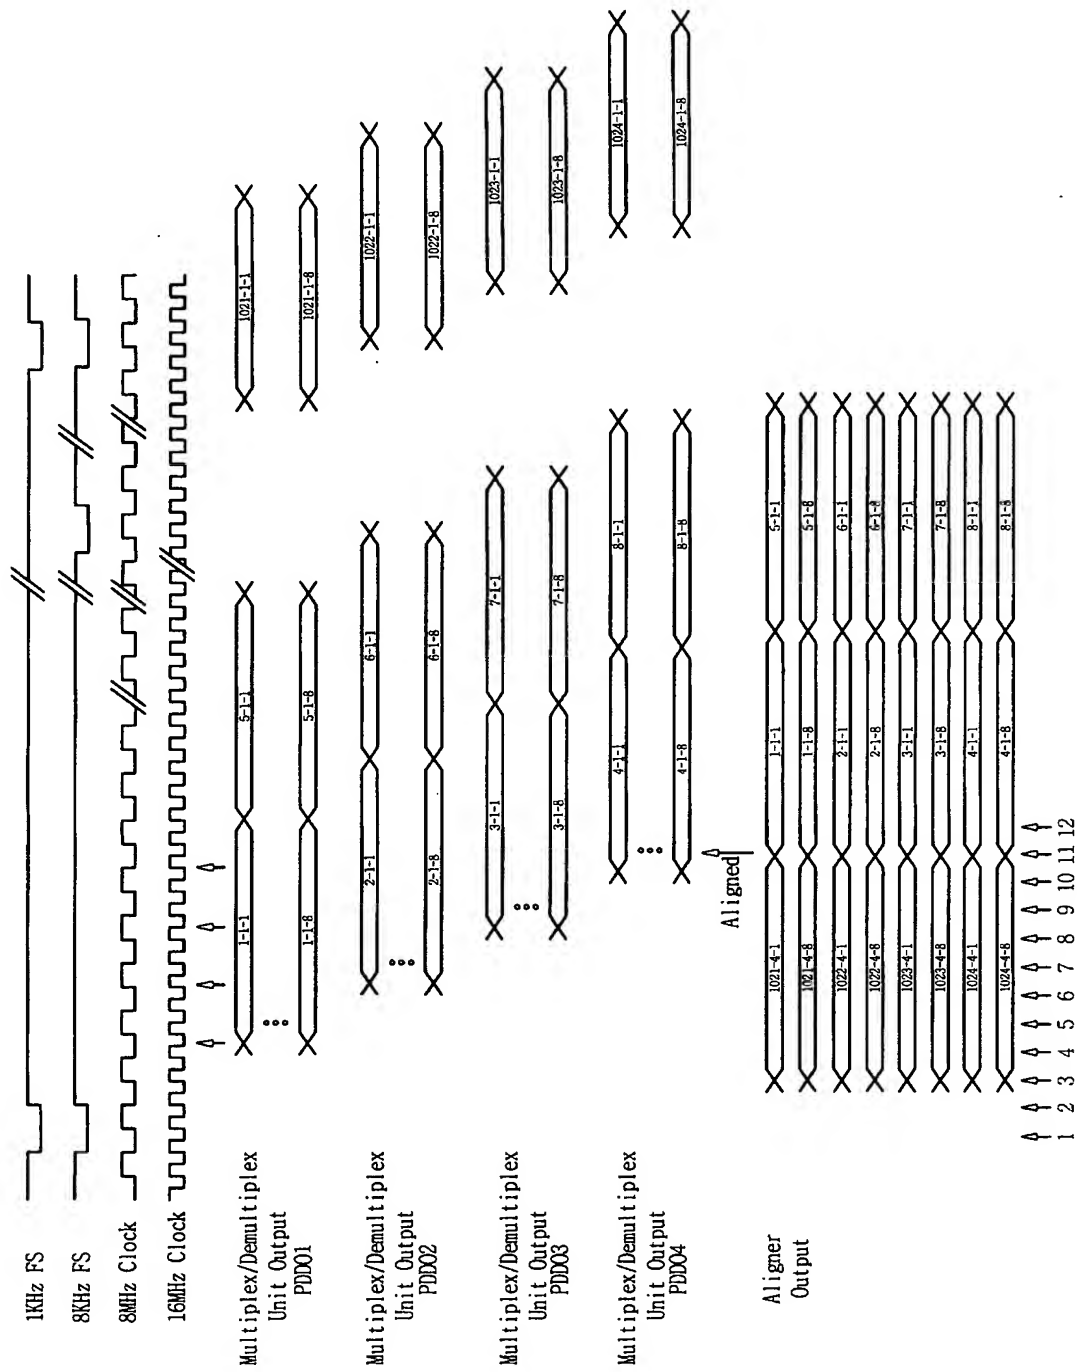 1KHz FS
8KHz FS
8MHz Clock
16MHz Clock
Multiplex/Demultiplex
Unit Output
PDDO1
1-1-1
5-1-1
1021-1-1
1-1-8
5-1-8
1021-1-8
Multiplex/Demultiplex
Unit Output
PDDO2
2-1-1
6-1-1
1022-1-1
2-1-8
6-1-8
1022-1-8
Multiplex/Demultiplex
Unit Output
PDDO3
3-1-1
7-1-1
1023-1-1
3-1-8
7-1-8
1023-1-8
Multiplex/Demultiplex
Unit Output
PDDO4
4-1-1
8-1-1
1024-1-1
4-1-8
8-1-8
1024-1-8
Aligned
Aligner
Output
1021-4-1
1-1-1
5-1-1
1021-4-8
1-1-8
5-1-8
1022-4-1
2-1-1
6-1-1
1022-4-8
2-1-8
6-1-8
1023-4-1
3-1-1
7-1-1
1023-4-8
3-1-8
7-1-8
1024-4-1
4-1-1
8-1-1
1024-4-8
4-1-8
8-1-8
1 2 3 4 5 6 7 8 9 10 11 12